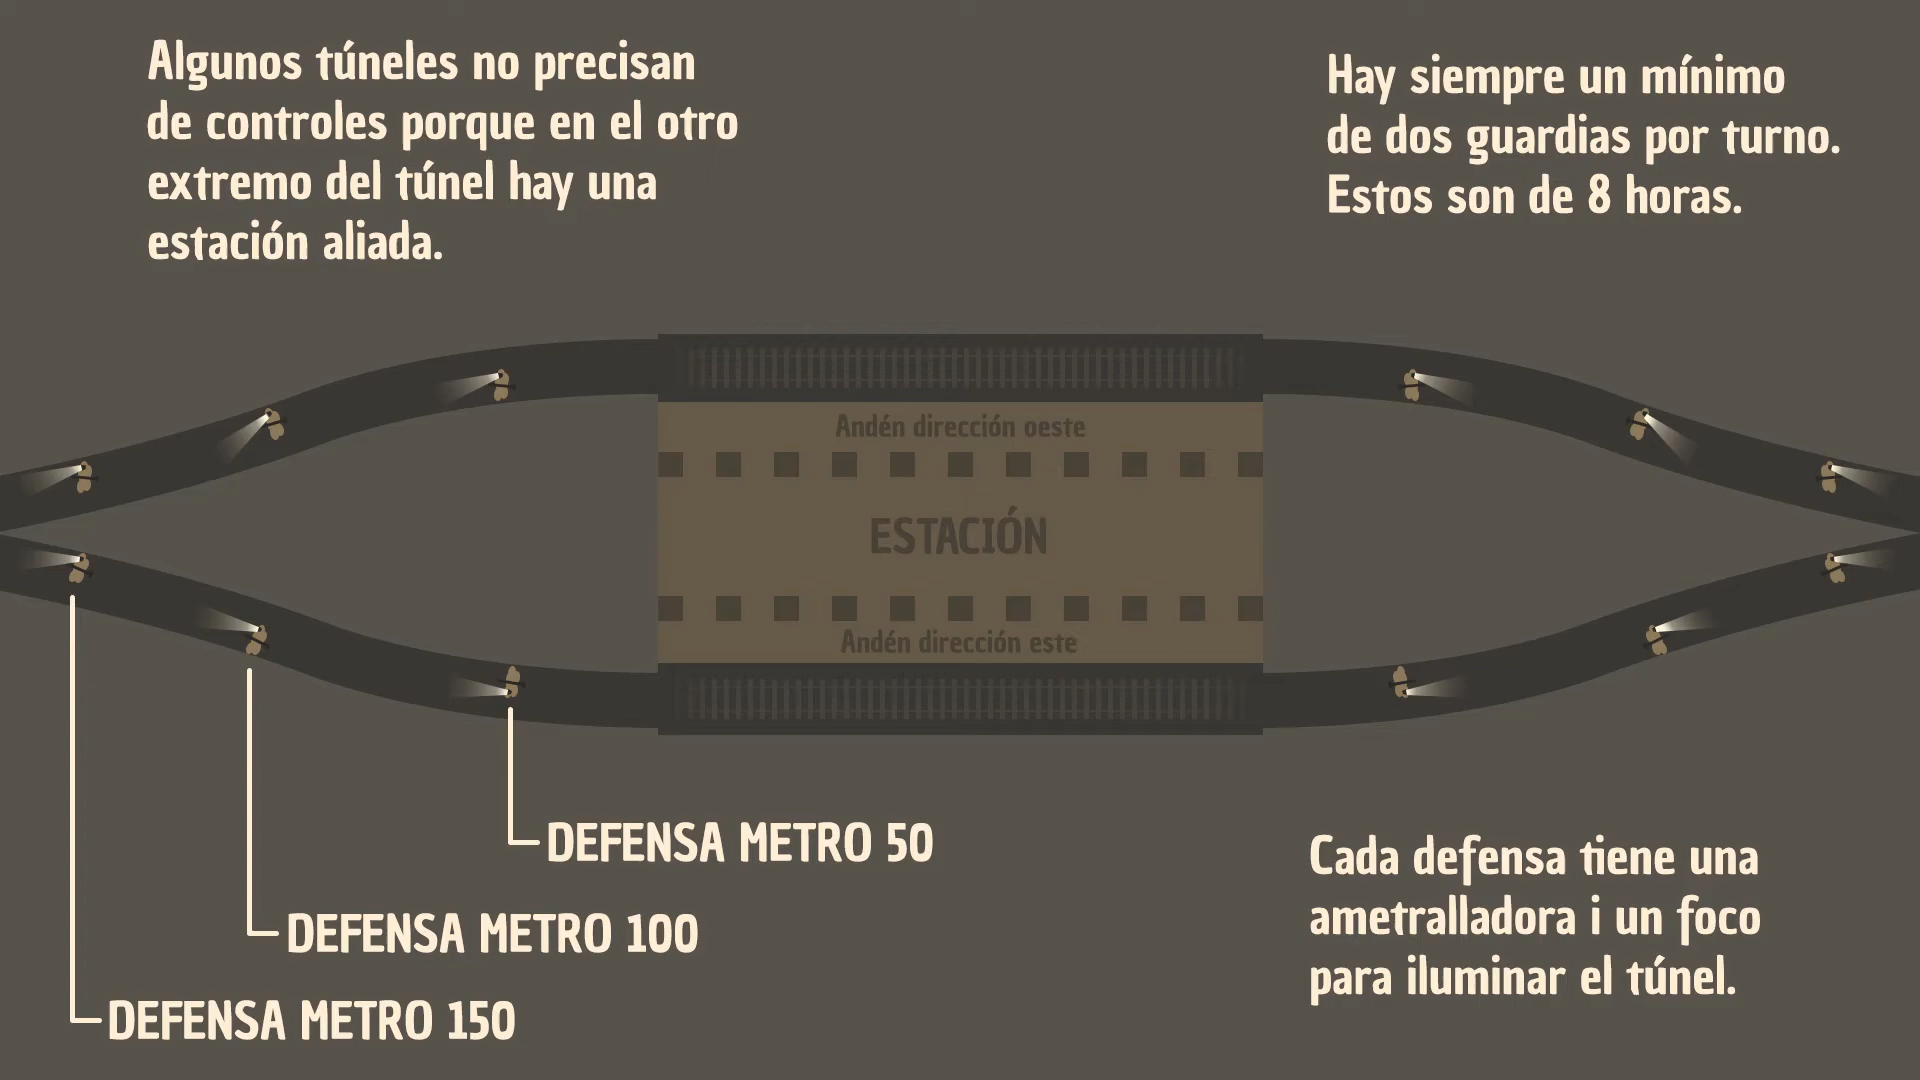 Algunos túneles no precisan
de controles porque en el otro
extremo del túnel hay una
estación aliada.
Hay siempre un mínimo
de dos guardias por turno.
Estos son de 8 horas.
Andén dirección oeste
ESTACIÓN
Andén dirección este
DEFENSA METRO 50
DEFENSA METRO 100
DEFENSA METRO 150
Cada defensa tiene una
ametralladora i un foco
para iluminar el túnel.